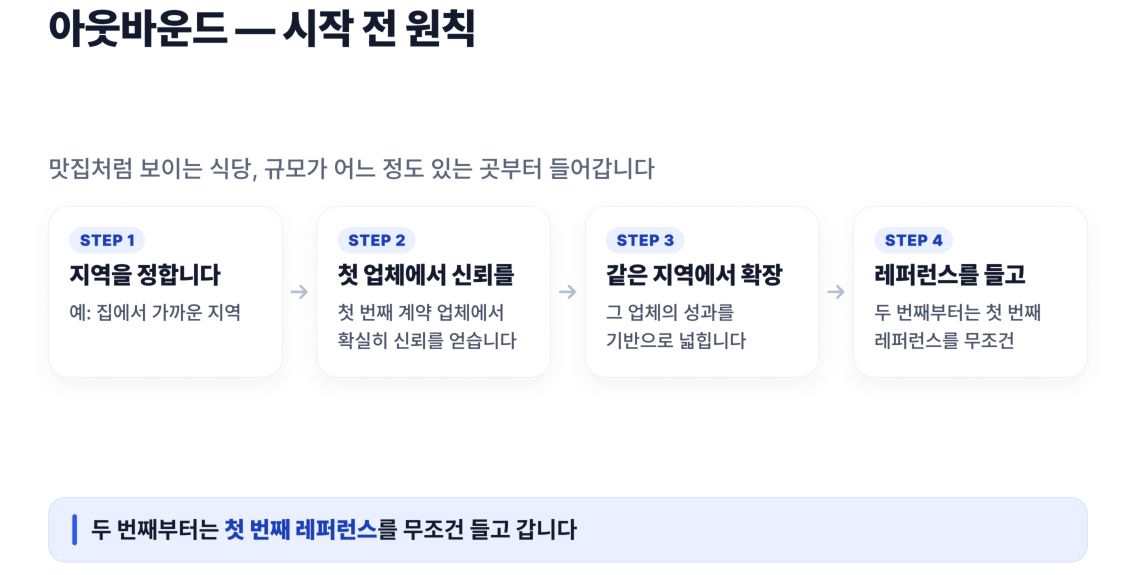 아웃바운드 — 시작 전 원칙
맛집처럼 보이는 식당, 규모가 어느 정도 있는 곳부터 들어갑니다
STEP 1
지역을 정합니다
예: 집에서 가까운 지역
→
STEP 2
첫 업체에서 신뢰를
첫 번째 계약 업체에서
확실히 신뢰를 얻습니다
→
STEP 3
같은 지역에서 확장
그 업체의 성과를
기반으로 넓힙니다
→
STEP 4
레퍼런스를 들고
두 번째부터는 첫 번째
레퍼런스를 무조건
두 번째부터는 첫 번째 레퍼런스를 무조건 들고 갑니다